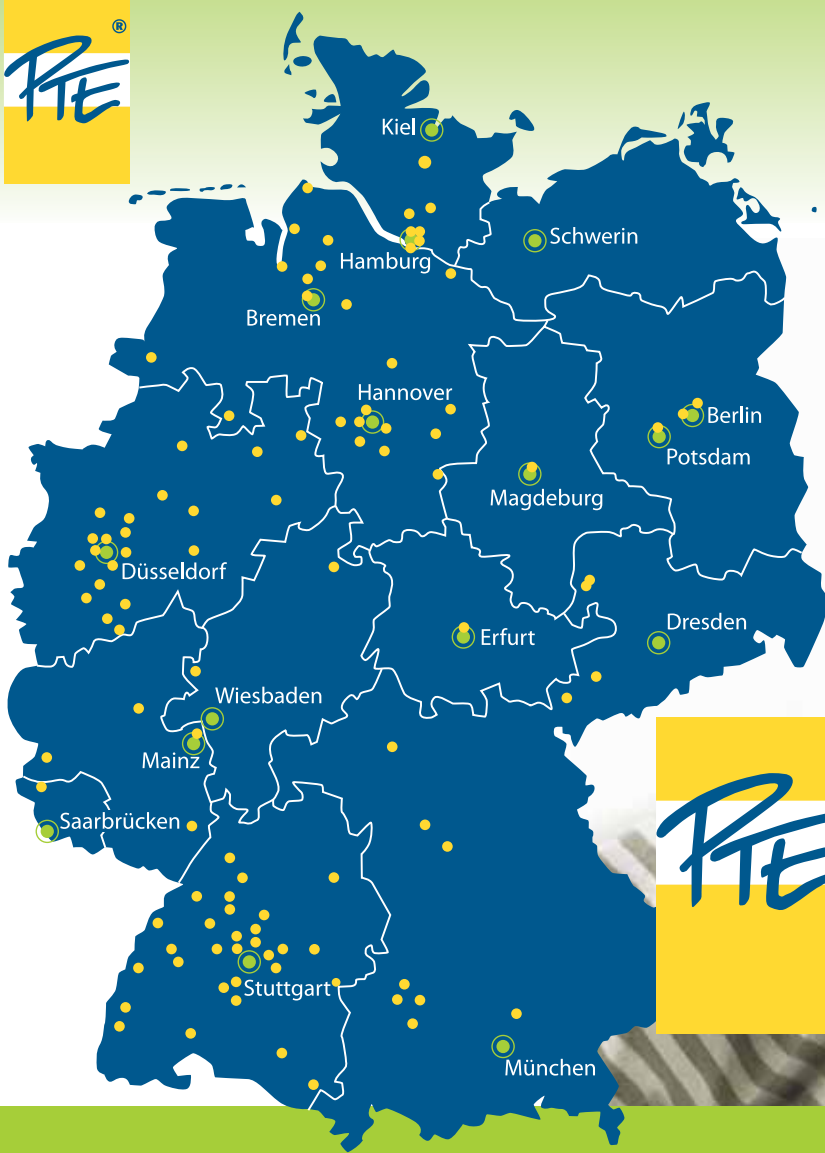 PTE®
Kiel
Schwerin
Hamburg
Bremen
Hannover
Berlin
Potsdam
Magdeburg
Düsseldorf
Dresden
Erfurt
Wiesbaden
Mainz
PTE
Saarbrücken
Stuttgart
München